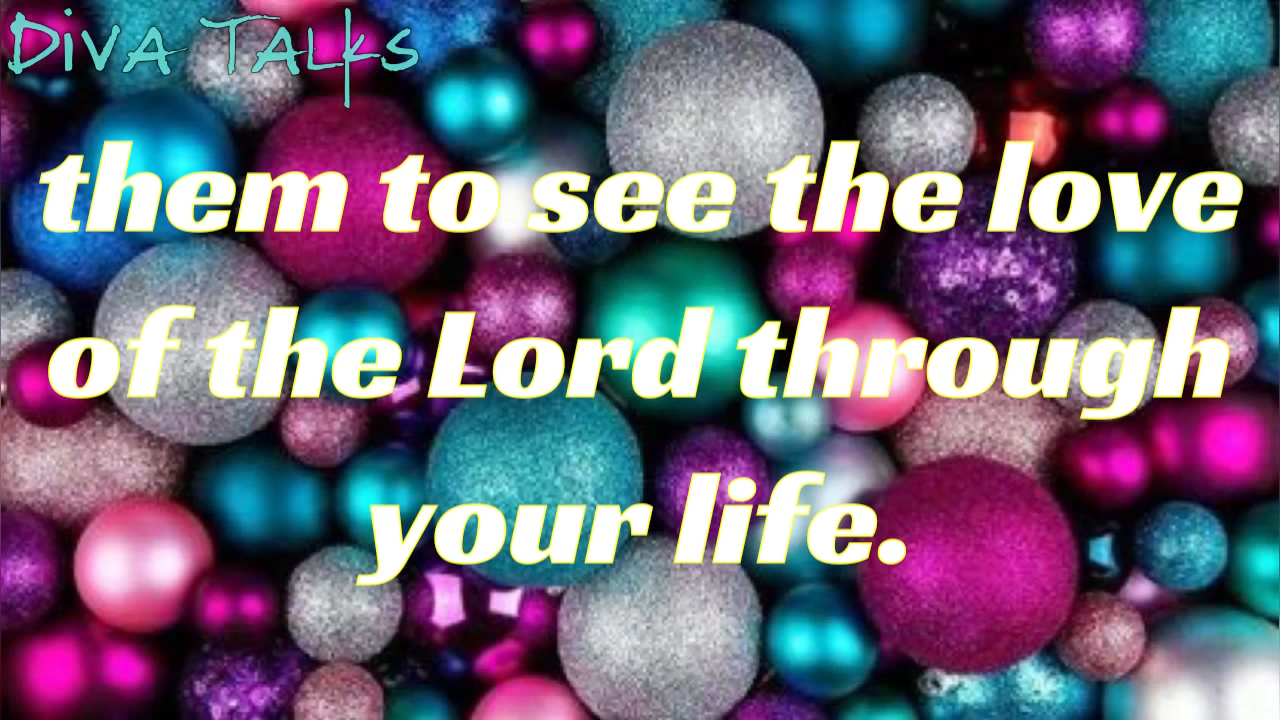 Diva Talks
them to see the love
of the Lord through
your life.